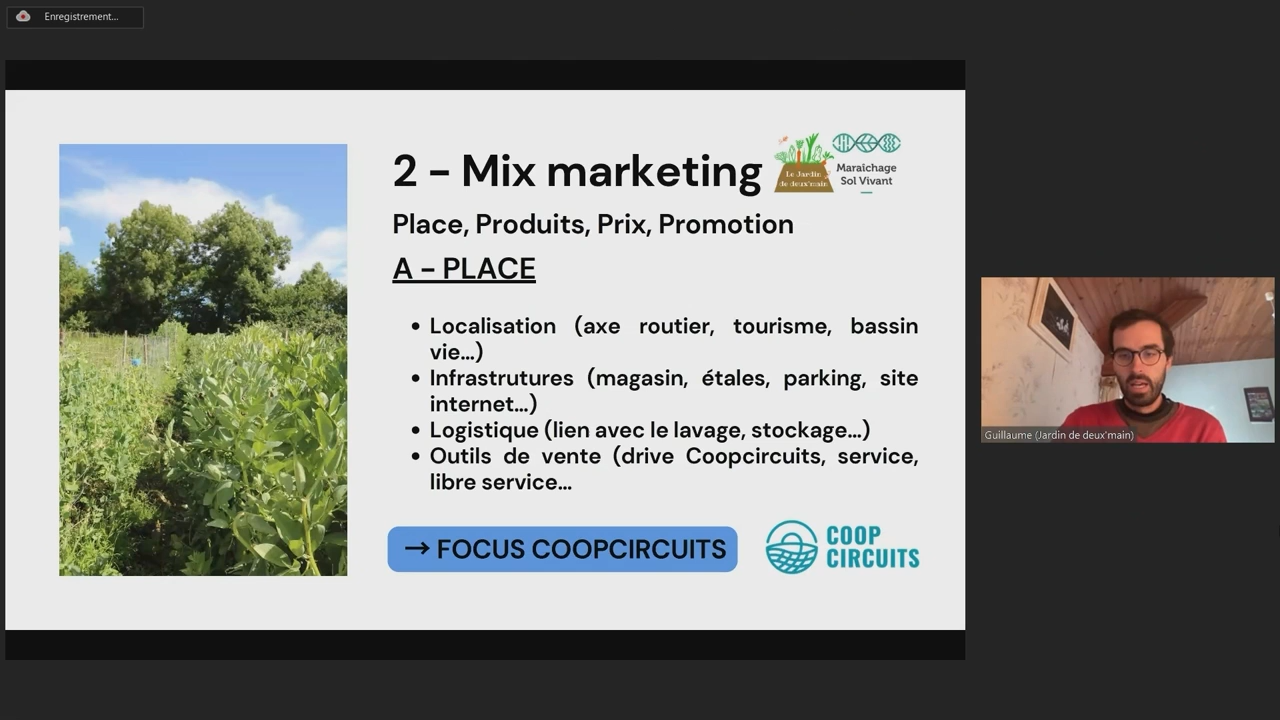 Enregistrement...
2 - Mix marketing
Le Jardin
de deux'main
Maraîchage
Sol Vivant
Place, Produits, Prix, Promotion
A - PLACE
• Localisation (axe routier, tourisme, bassin
vie...)
• Infrastrutures (magasin, étales, parking, site
internet...)
• Logistique (lien avec le lavage, stockage...)
• Outils de vente (drive Coopcircuits, service,
libre service...
→ FOCUS COOPCIRCUITS
COOP
CIRCUITS
Guillaume (Jardin de deux'main)